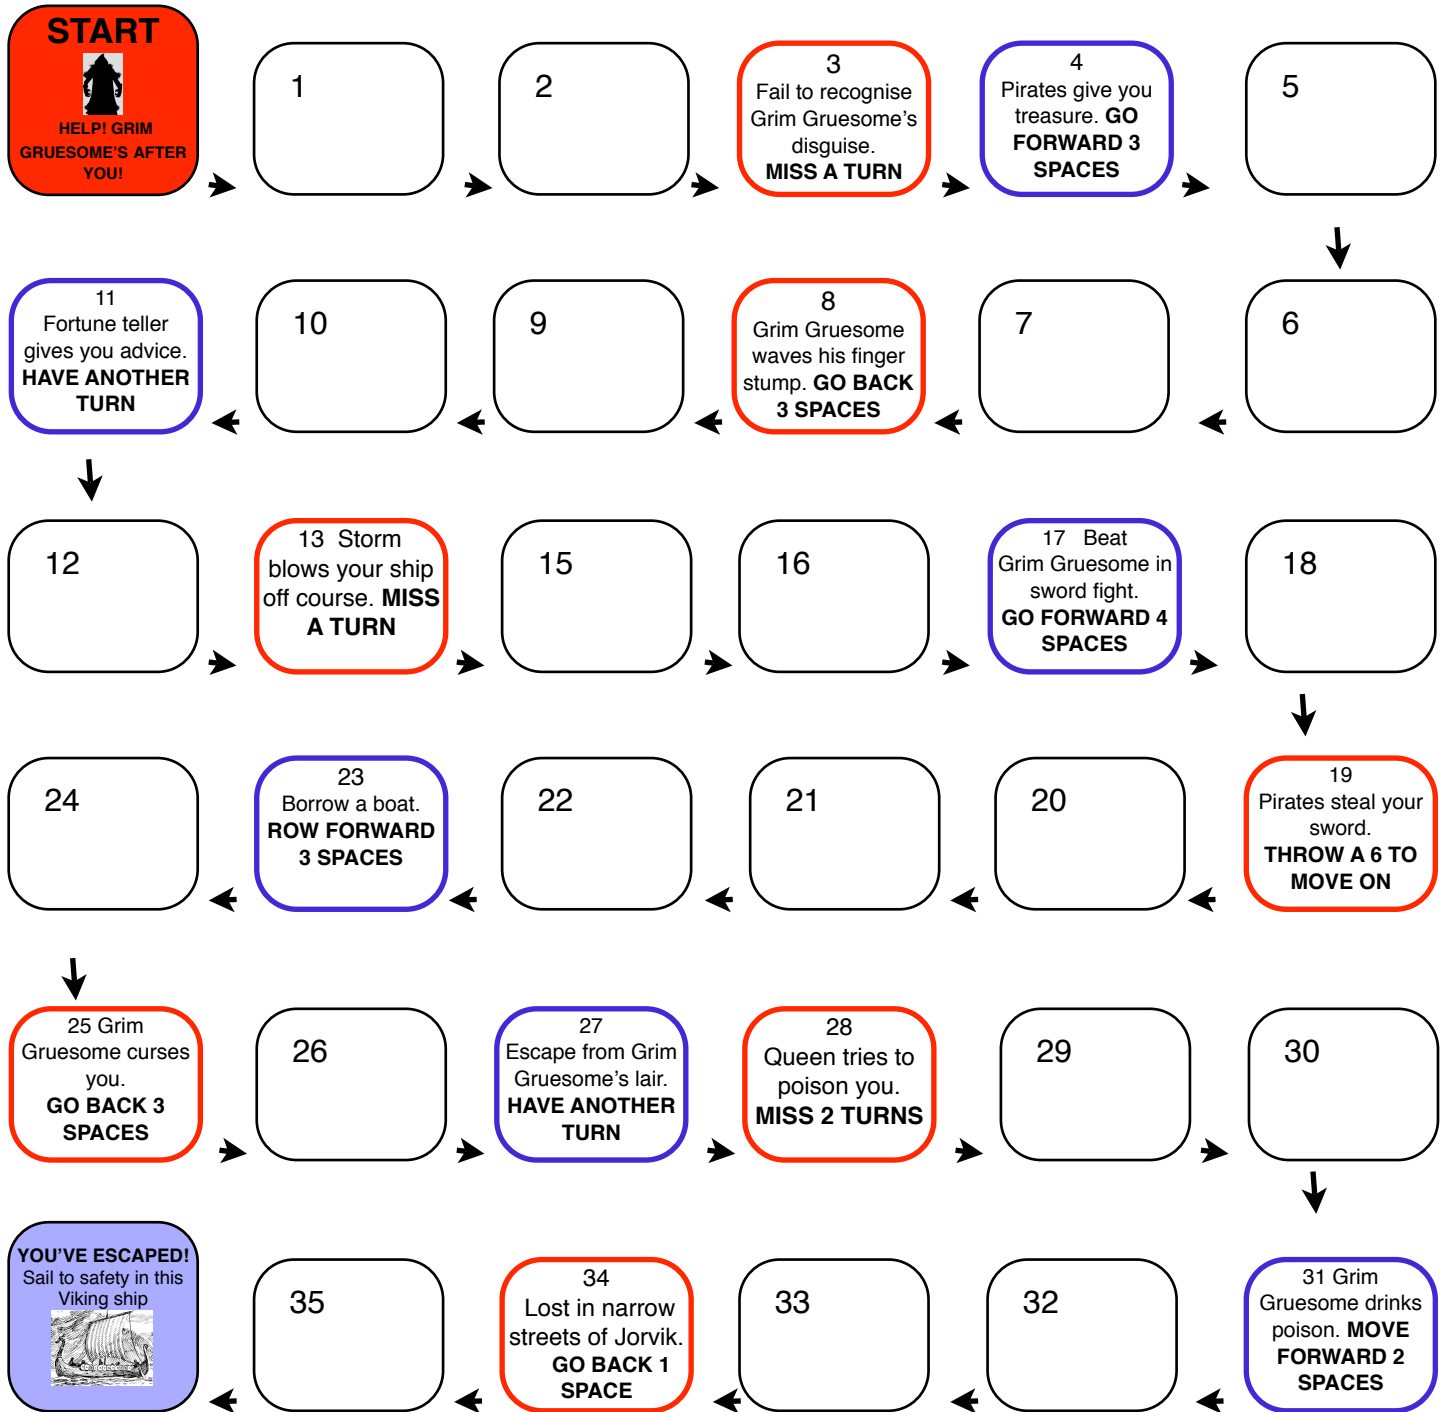 START
HELP! GRIM
GRUESOME'S AFTER
YOU!
1
2
3
Fail to recognise
Grim Gruesome's
disguise.
MISS A TURN
4
Pirates give you
treasure. GO
FORWARD 3
SPACES
5
11
Fortune teller
gives you advice.
HAVE ANOTHER
TURN
10
9
8
Grim Gruesome
waves his finger
stump. GO BACK
3 SPACES
7
6
12
13 Storm
blows your ship
off course. MISS
A TURN
15
16
17 Beat
Grim Gruesome in
sword fight.
GO FORWARD 4
SPACES
18
24
23
Borrow a boat.
ROW FORWARD
3 SPACES
22
21
20
19
Pirates steal your
sword.
THROW A 6 TO
MOVE ON
25 Grim
Gruesome curses
you.
GO BACK 3
SPACES
26
27
Escape from Grim
Gruesome's lair.
HAVE ANOTHER
TURN
28
Queen tries to
poison you.
MISS 2 TURNS
29
30
YOU'VE ESCAPED!
Sail to safety in this
Viking ship
35
34
Lost in narrow
streets of Jorvik.
GO BACK 1
SPACE
33
32
31 Grim
Gruesome drinks
poison. MOVE
FORWARD 2
SPACES